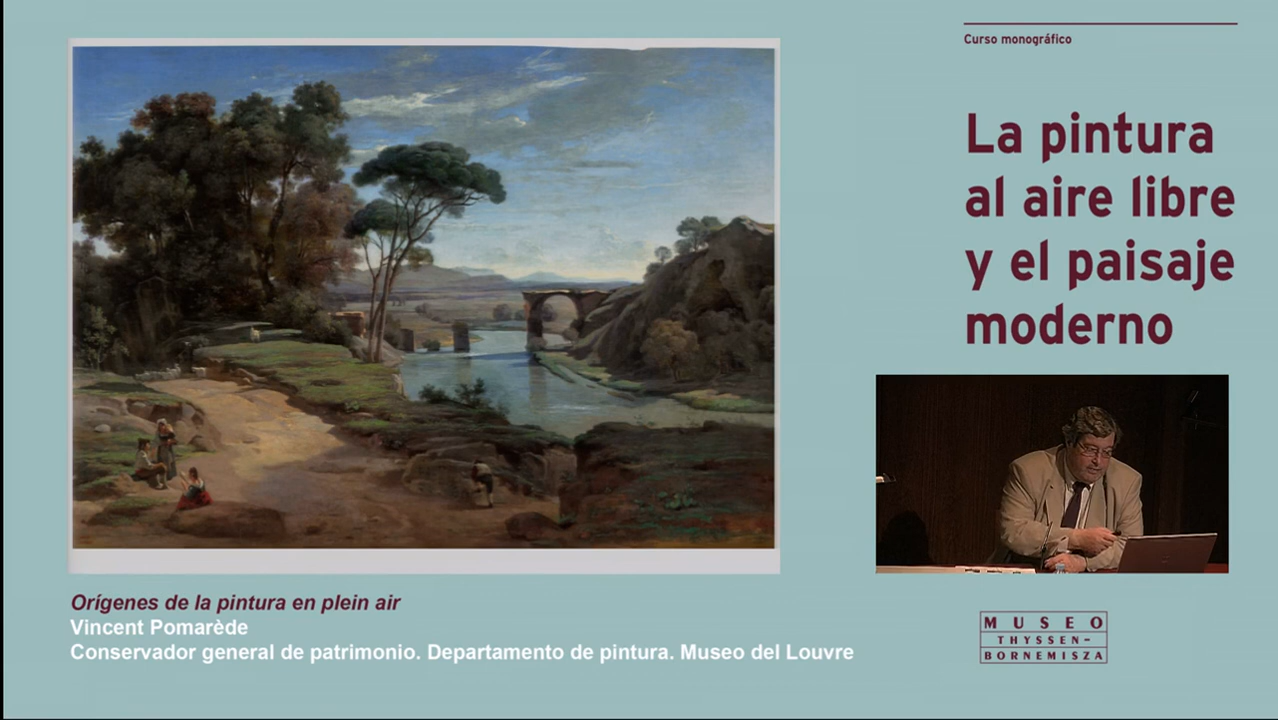 Curso monográfico
La pintura
al aire libre
y el paisaje
moderno
Orígenes de la pintura en plein air
Vincent Pomarède
Conservador general de patrimonio. Departamento de pintura. Museo del Louvre
MUSEO
THYSSEN-
BORNEMISZA